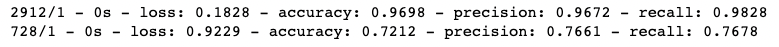 2912/1 - 0s - loss: 0.1828 - accuracy: 0.9698 - precision: 0.9672 - recall: 0.9828
728/1 - 0s - loss: 0.9229 - accuracy: 0.7212 - precision: 0.7661 - recall: 0.7678